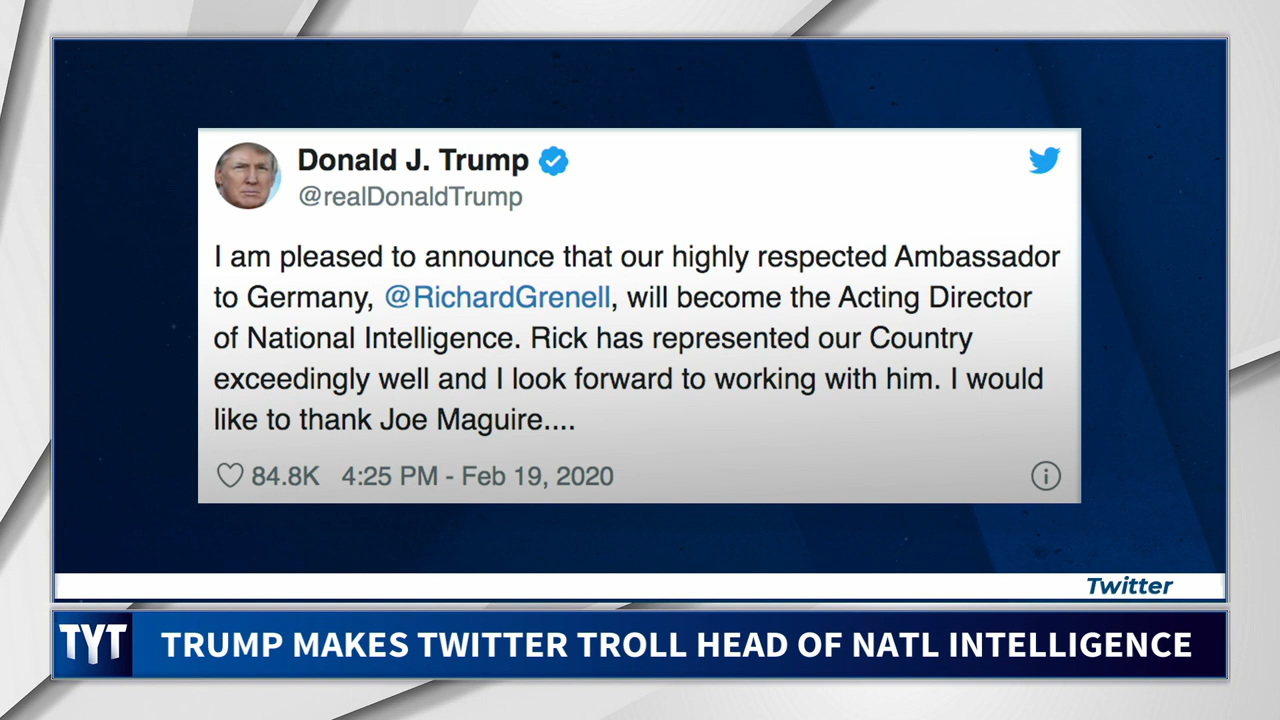 Donald J. Trump
@realDonaldTrump
I am pleased to announce that our highly respected Ambassador
to Germany, @RichardGrenell, will become the Acting Director
of National Intelligence. Rick has represented our Country
exceedingly well and I look forward to working with him. I would
like to thank Joe Maguire....
84.8K 4:25 PM - Feb 19, 2020
Twitter
TYT TRUMP MAKES TWITTER TROLL HEAD OF NATL INTELLIGENCE